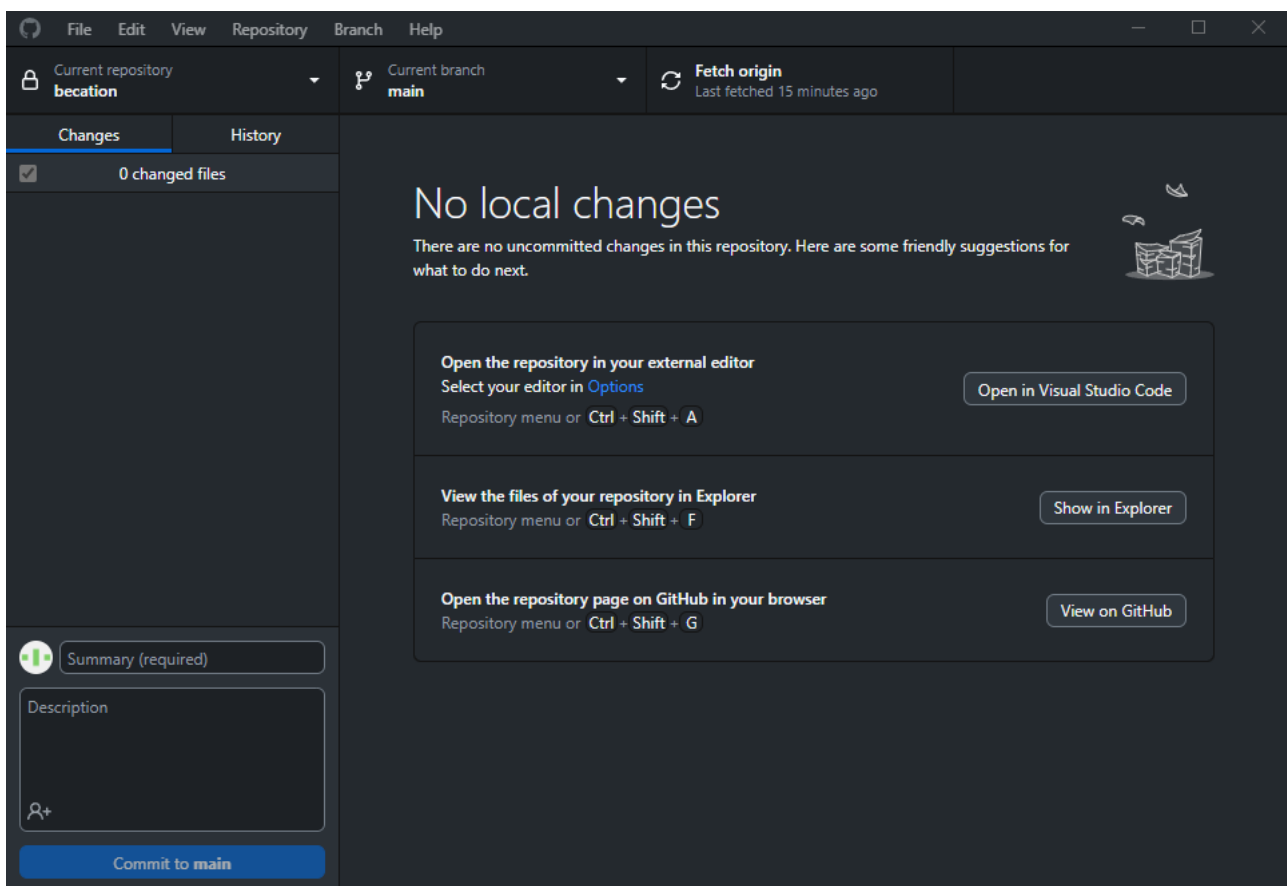 File Edit View Repository Branch Help
Current repository
becation
Current branch
main
Fetch origin
Last fetched 15 minutes ago
Changes History
0 changed files
No local changes
There are no uncommitted changes in this repository. Here are some friendly suggestions for
what to do next.
Open the repository in your external editor
Select your editor in Options
Repository menu or Ctrl + Shift + A
Open in Visual Studio Code
View the files of your repository in Explorer
Repository menu or Ctrl + Shift + F
Show in Explorer
Open the repository page on GitHub in your browser
Repository menu or Ctrl + Shift + G
View on GitHub
Summary (required)
Description
Commit to main